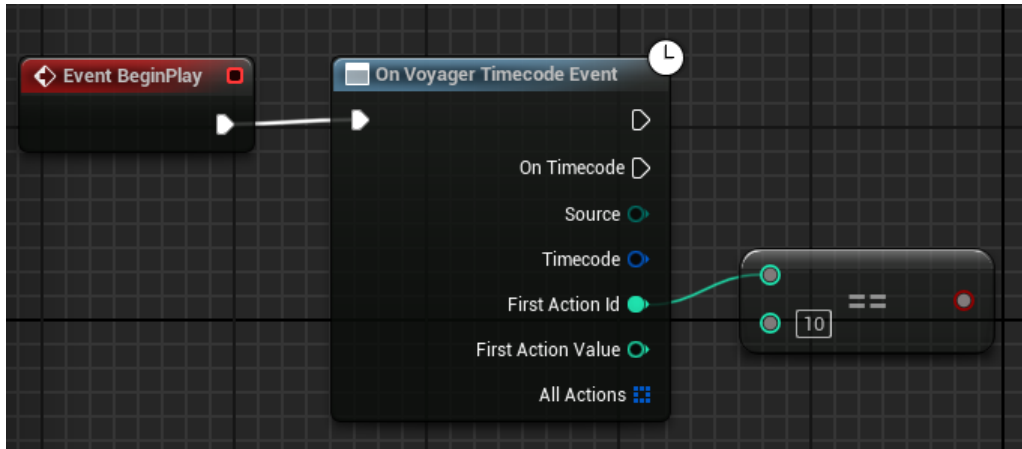 Event BeginPlay
On Voyager Timecode Event
On Timecode
Source
Timecode
First Action Id
First Action Value
All Actions
==
10